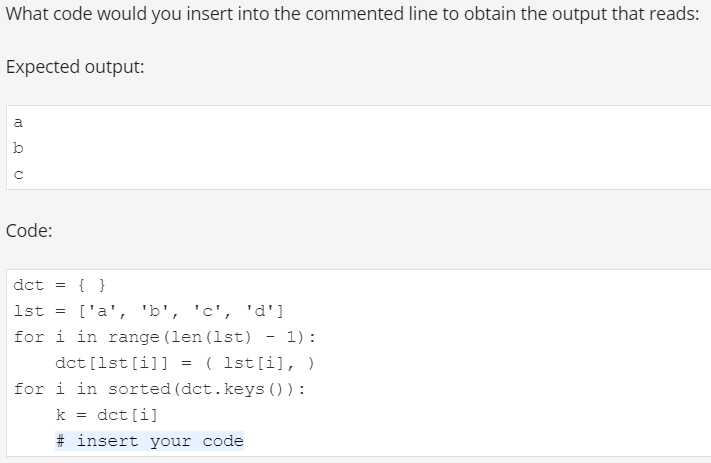 What code would you insert into the commented line to obtain the output that reads:
Expected output:
a
b
c
Code:
dct = { }
lst = ['a', 'b', 'c', 'd']
for i in range(len(lst) - 1):
    dct[lst[i]] = ( lst[i], )
for i in sorted(dct.keys()):
    k = dct[i]
    # insert your code